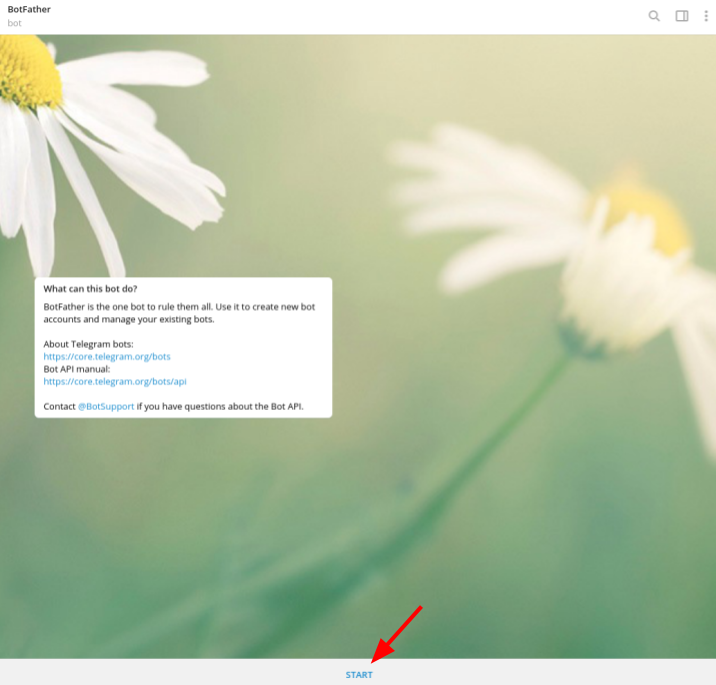 BotFather
bot
What can this bot do?
BotFather is the one bot to rule them all. Use it to create new bot
accounts and manage your existing bots.
About Telegram bots:
https://core.telegram.org/bots
Bot API manual:
https://core.telegram.org/bots/api
Contact @BotSupport if you have questions about the Bot API.
START